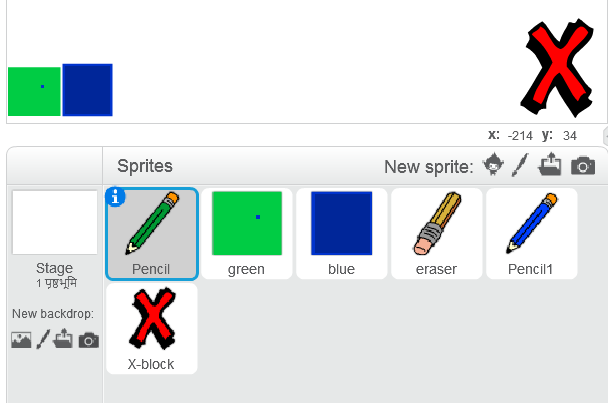 x: -214 y: 34
Sprites
New sprite:
Pencil
green
blue
eraser
Pencil1
Stage
1 पृष्ठभूमि
New backdrop:
X-block